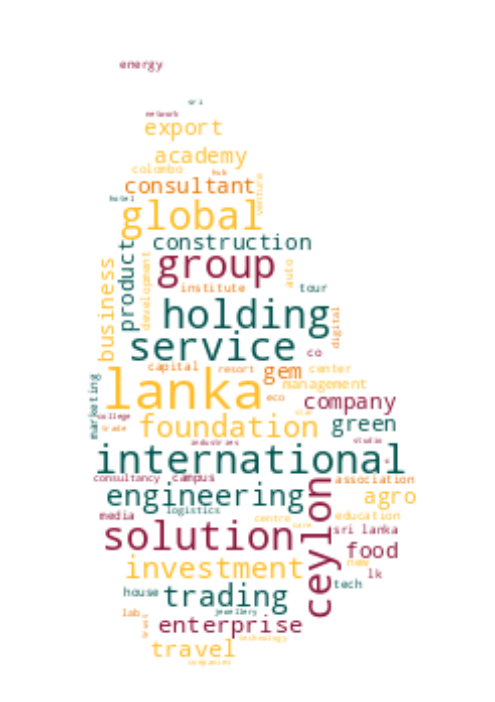 energy
sri
network
export
academy
colombo
hub
consultant
venture
hotel
global
construction
product
group
business
development
auto
institute
tour
holding
digital
service
co
capital
resort
gem
center
management
lanka
eco
company
marketing
college
trade
foundation
star
green
industries
studio
international
consultancy
campus
association
engineering
agro
media
logistics
centre
education
care
solution
ceylon
sri lanka
food
investment
new
lk
tech
house
trading
lab
jewellery
trust
enterprise
technology
travel
companies